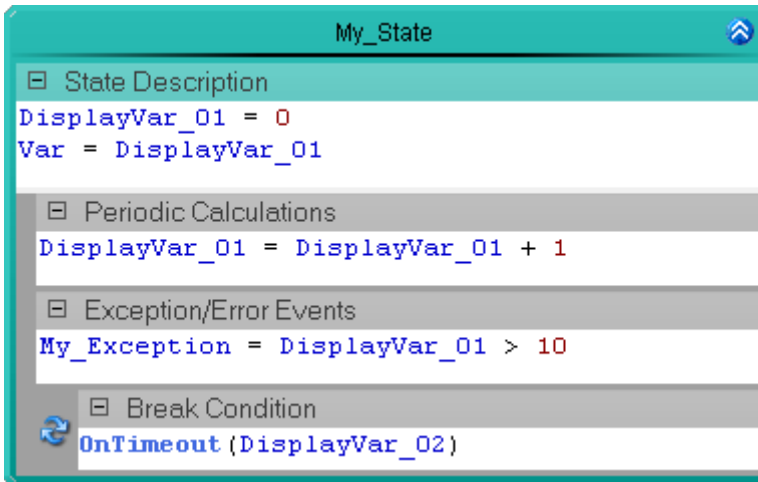 My_State
State Description
DisplayVar_01 = 0
Var = DisplayVar_01
Periodic Calculations
DisplayVar_01 = DisplayVar_01 + 1
Exception/Error Events
My_Exception = DisplayVar_01 > 10
Break Condition
OnTimeout(DisplayVar_02)